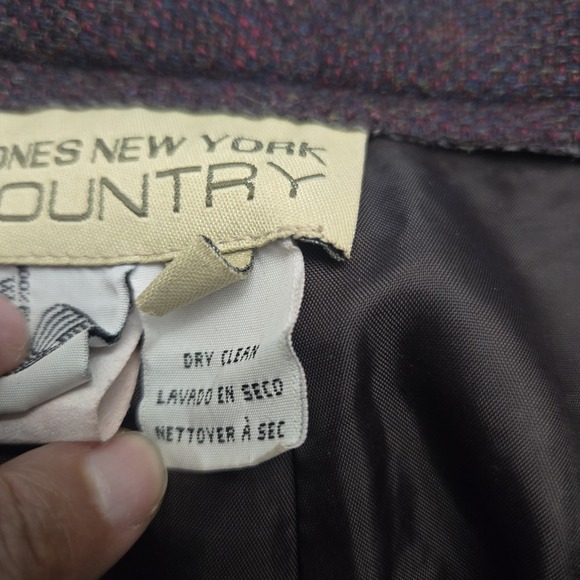 ONES NEW YORK
OUNTRY
DRY CLEAN
LAVADO EN SECO
NETTOYER À SEC